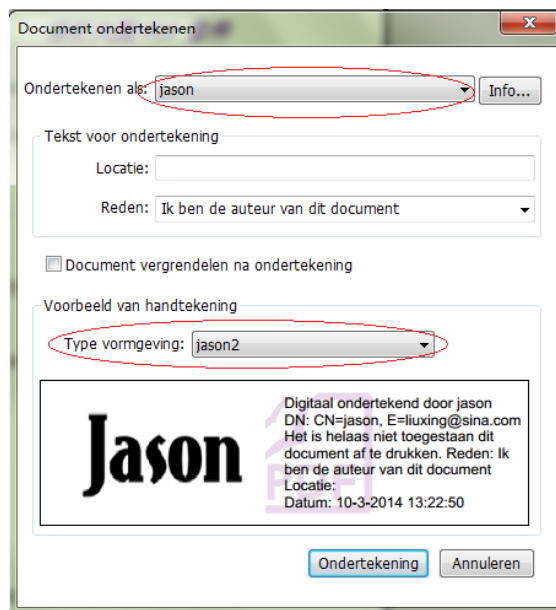 Document ondertekenen
Ondertekenen als: jason Info...
Tekst voor ondertekening
Locatie:
Reden: Ik ben de auteur van dit document
Document vergrendelen na ondertekening
Voorbeeld van handtekening
Type vormgeving: jason2
Jason
PDF
Digitaal ondertekend door jason
DN: CN=jason, E=liuxing@sina.com
Het is helaas niet toegestaan dit
document af te drukken. Reden: Ik
ben de auteur van dit document
Locatie:
Datum: 10-3-2014 13:22:50
Ondertekening Annuleren